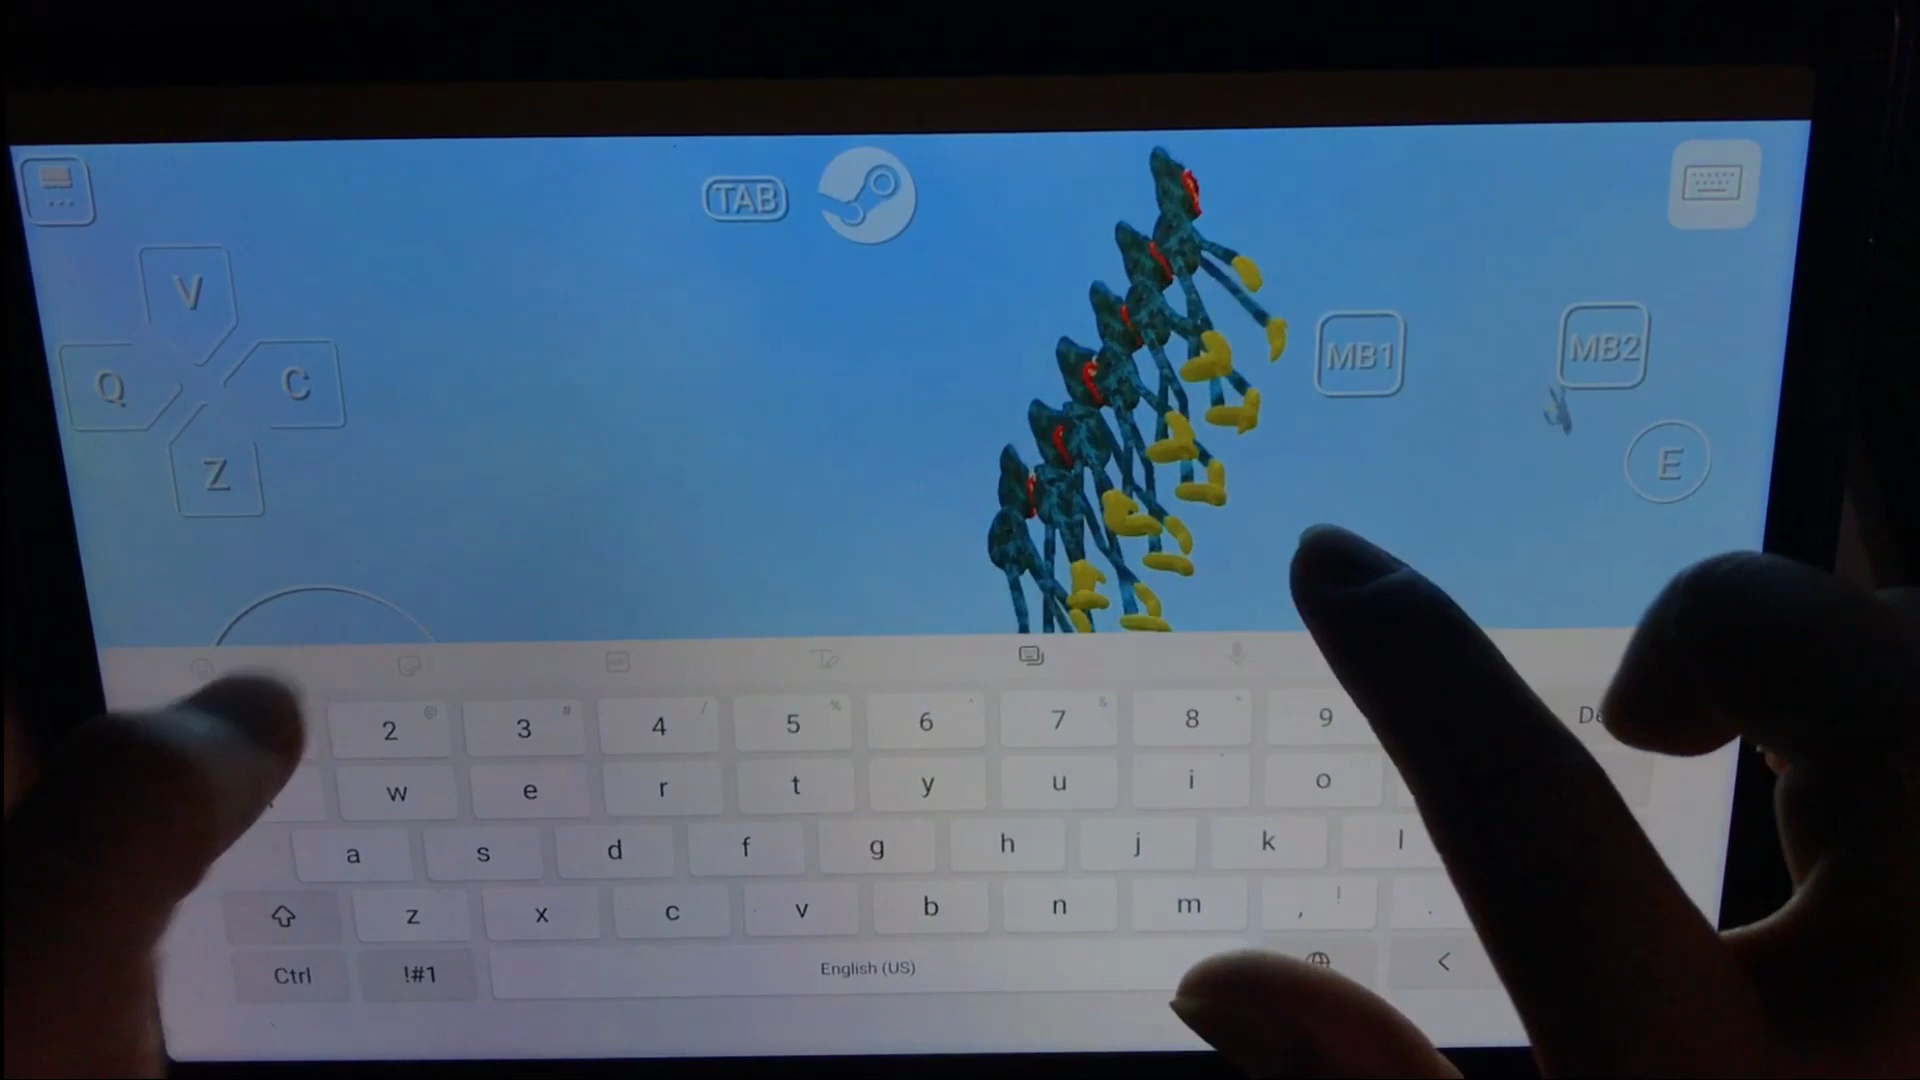 TAB
V
Q C
Z
MB1 MB2
E
2 @ 3 # 4 / 5 % 6 ^ 7 & 8 * 9
w e r t y u i o
a s d f g h j k l
z x c v b n m , ! .
Ctrl !#1 English (US) <